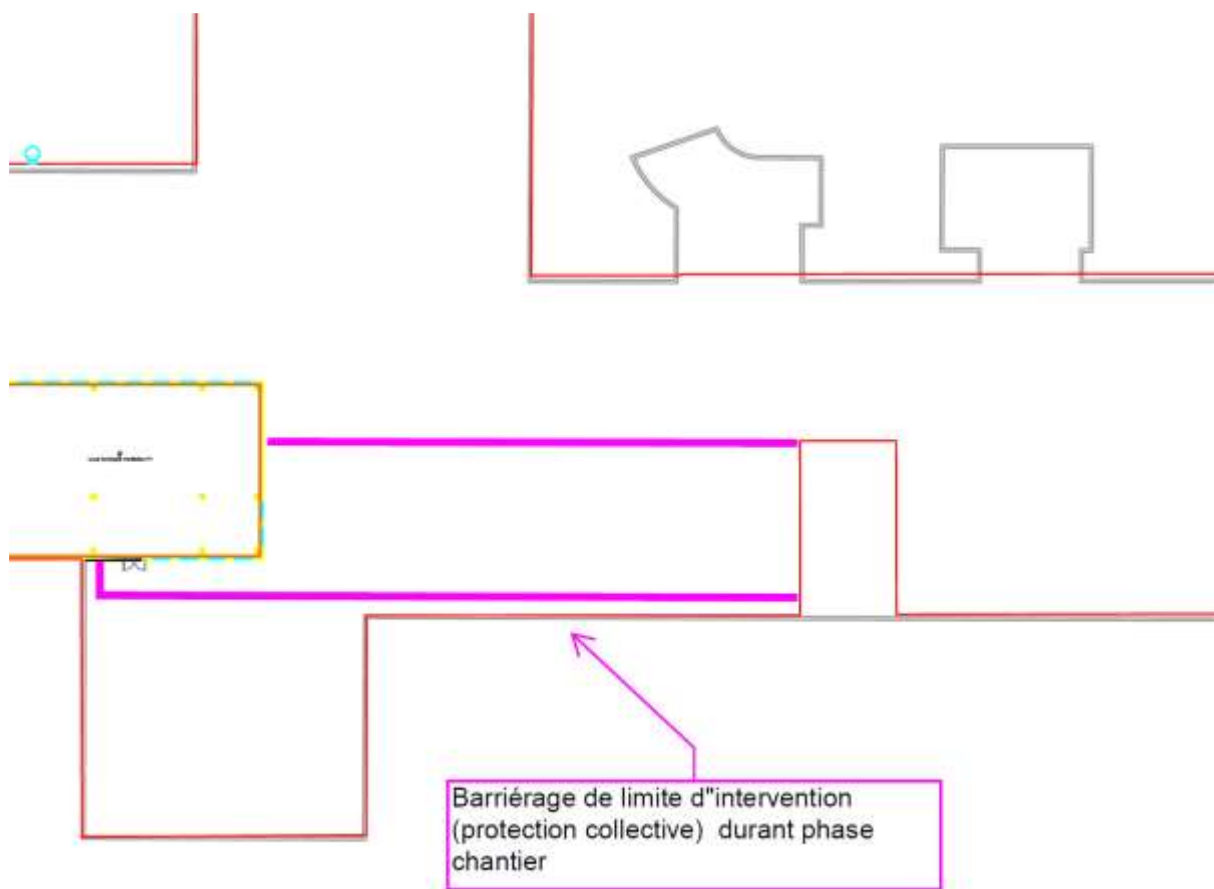 Barriérage de limite d"intervention
(protection collective) durant phase
chantier